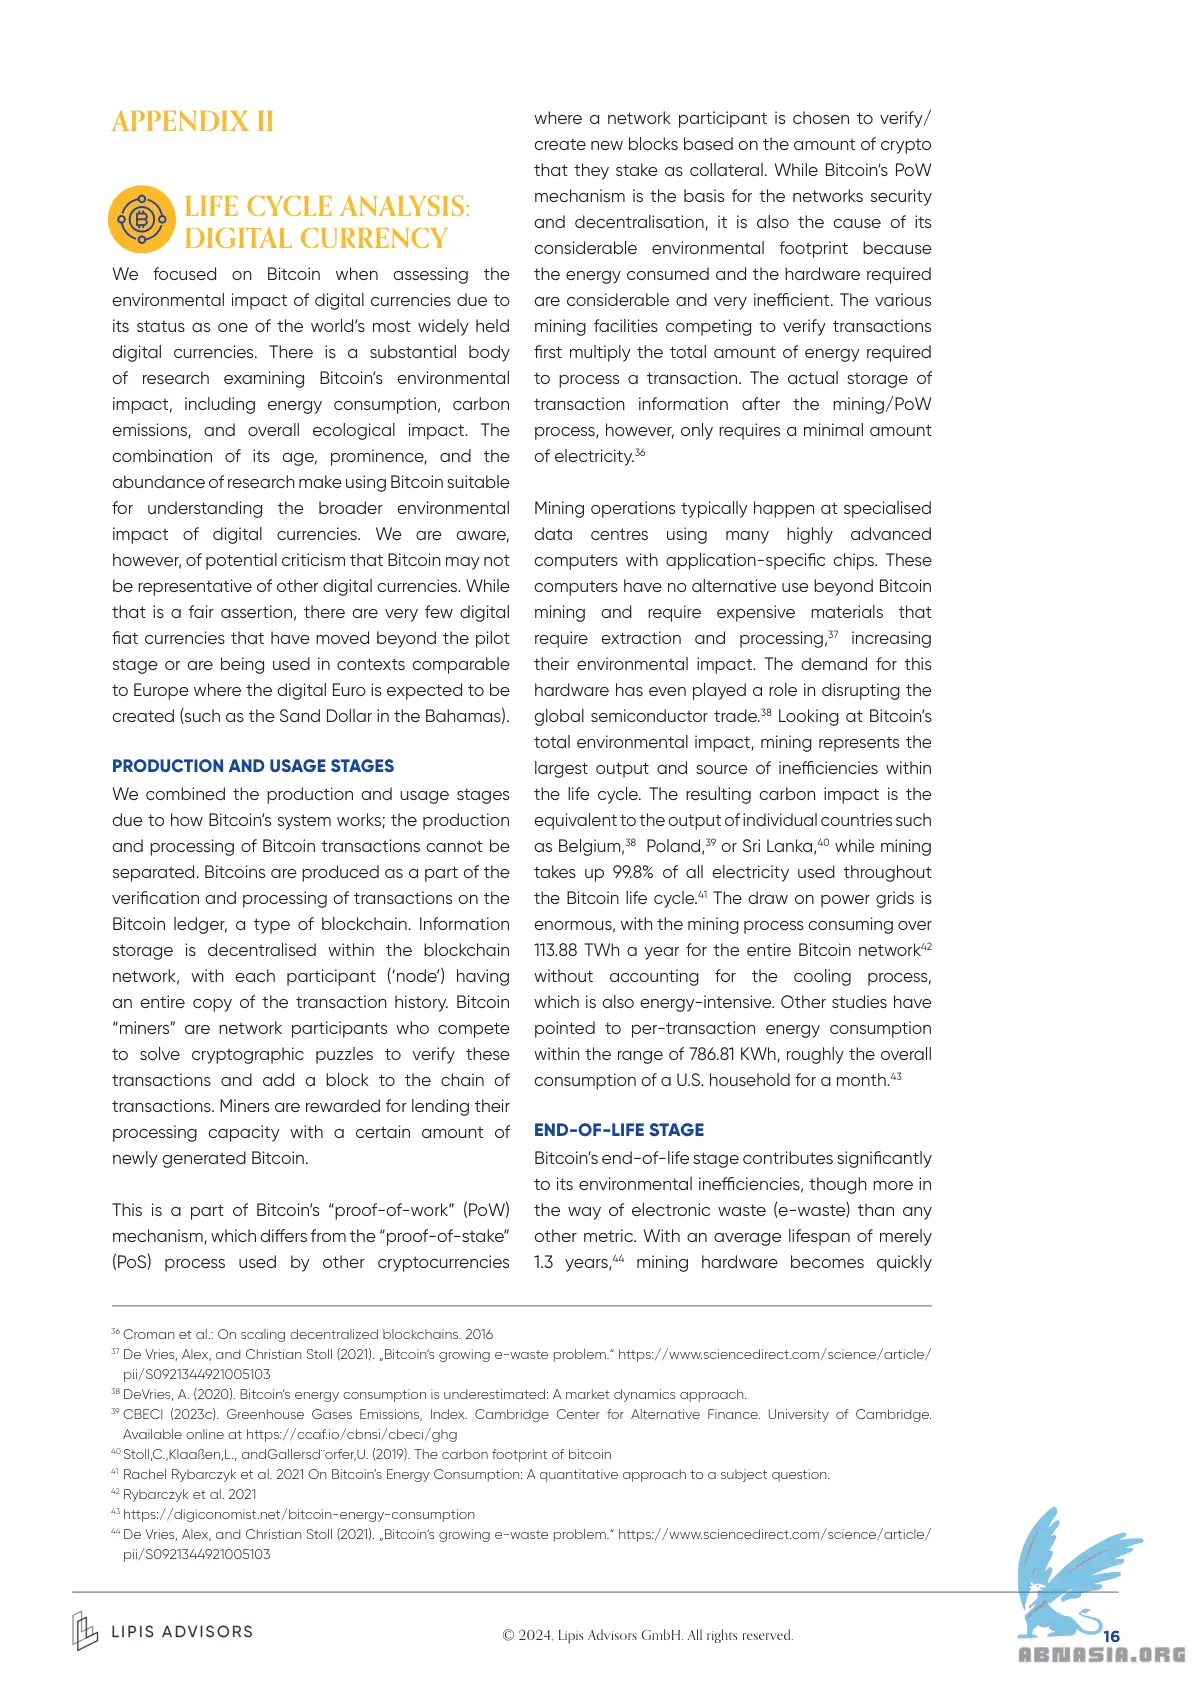 APPENDIX II
LIFE CYCLE ANALYSIS:
DIGITAL CURRENCY
We focused on Bitcoin when assessing the
environmental impact of digital currencies due to
its status as one of the world’s most widely held
digital currencies. There is a substantial body
of research examining Bitcoin’s environmental
impact, including energy consumption, carbon
emissions, and overall ecological impact. The
combination of its age, prominence, and the
abundance of research make using Bitcoin suitable
for understanding the broader environmental
impact of digital currencies. We are aware,
however, of potential criticism that Bitcoin may not
be representative of other digital currencies. While
that is a fair assertion, there are very few digital
fiat currencies that have moved beyond the pilot
stage or are being used in contexts comparable
to Europe where the digital Euro is expected to be
created (such as the Sand Dollar in the Bahamas).
PRODUCTION AND USAGE STAGES
We combined the production and usage stages
due to how Bitcoin’s system works; the production
and processing of Bitcoin transactions cannot be
separated. Bitcoins are produced as a part of the
verification and processing of transactions on the
Bitcoin ledger, a type of blockchain. Information
storage is decentralised within the blockchain
network, with each participant (‘node’) having
an entire copy of the transaction history. Bitcoin
“miners” are network participants who compete
to solve cryptographic puzzles to verify these
transactions and add a block to the chain of
transactions. Miners are rewarded for lending their
processing capacity with a certain amount of
newly generated Bitcoin.
This is a part of Bitcoin’s “proof-of-work” (PoW)
mechanism, which differs from the “proof-of-stake”
(PoS) process used by other cryptocurrencies
where a network participant is chosen to verify/
create new blocks based on the amount of crypto
that they stake as collateral. While Bitcoin’s PoW
mechanism is the basis for the networks security
and decentralisation, it is also the cause of its
considerable environmental footprint because
the energy consumed and the hardware required
are considerable and very inefficient. The various
mining facilities competing to verify transactions
first multiply the total amount of energy required
to process a transaction. The actual storage of
transaction information after the mining/PoW
process, however, only requires a minimal amount
of electricity.36
Mining operations typically happen at specialised
data centres using many highly advanced
computers with application-specific chips. These
computers have no alternative use beyond Bitcoin
mining and require expensive materials that
require extraction and processing,37 increasing
their environmental impact. The demand for this
hardware has even played a role in disrupting the
global semiconductor trade.38 Looking at Bitcoin’s
total environmental impact, mining represents the
largest output and source of inefficiencies within
the life cycle. The resulting carbon impact is the
equivalent to the output of individual countries such
as Belgium,38 Poland,39 or Sri Lanka,40 while mining
takes up 99.8% of all electricity used throughout
the Bitcoin life cycle.41 The draw on power grids is
enormous, with the mining process consuming over
113.88 TWh a year for the entire Bitcoin network42
without accounting for the cooling process,
which is also energy-intensive. Other studies have
pointed to per-transaction energy consumption
within the range of 786.81 KWh, roughly the overall
consumption of a U.S. household for a month.43
END-OF-LIFE STAGE
Bitcoin’s end-of-life stage contributes significantly
to its environmental inefficiencies, though more in
the way of electronic waste (e-waste) than any
other metric. With an average lifespan of merely
1.3 years,44 mining hardware becomes quickly
36 Croman et al.: On scaling decentralized blockchains. 2016
37 De Vries, Alex, and Christian Stoll (2021). „Bitcoin’s growing e-waste problem.“ https://www.sciencedirect.com/science/article/
pii/S0921344921005103
38 DeVries, A. (2020). Bitcoin’s energy consumption is underestimated: A market dynamics approach.
39 CBECI (2023c). Greenhouse Gases Emissions, Index. Cambridge Center for Alternative Finance. University of Cambridge.
Available online at https://ccaf.io/cbnsi/cbeci/ghg
40 Stoll,C.,Klaaßen,L., andGallersd¨orfer,U. (2019). The carbon footprint of bitcoin
41 Rachel Rybarczyk et al. 2021 On Bitcoin’s Energy Consumption: A quantitative approach to a subject question.
42 Rybarczyk et al. 2021
43 https://digiconomist.net/bitcoin-energy-consumption
44 De Vries, Alex, and Christian Stoll (2021). „Bitcoin’s growing e-waste problem.“ https://www.sciencedirect.com/science/article/
pii/S0921344921005103
LIPIS ADVISORS
© 2024, Lipis Advisors GmbH. All rights reserved.
16
ABNASIA.ORG